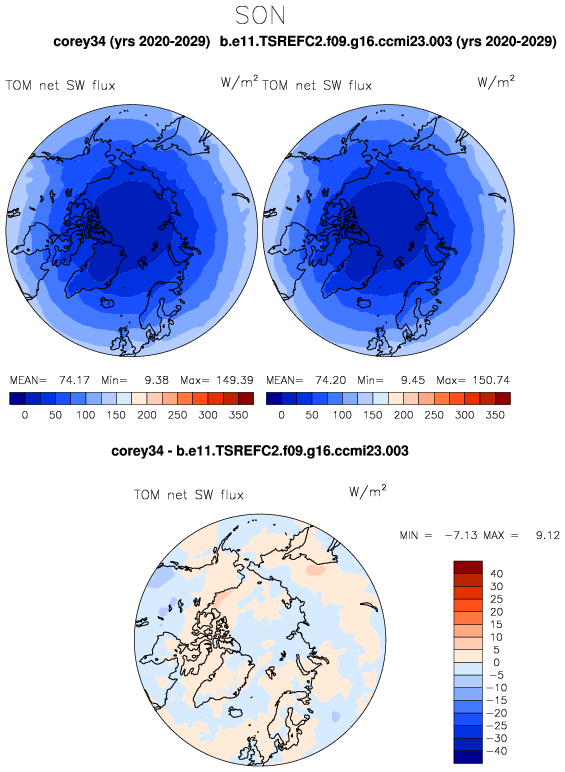 SON
corey34 (yrs 2020-2029) b.e11.TSREFC2.f09.g16.ccmi23.003 (yrs 2020-2029)
TOM net SW flux W/m² TOM net SW flux W/m²
MEAN= 74.17 Min= 9.38 Max= 149.39 MEAN= 74.20 Min= 9.45 Max= 150.74
0 50 100 150 200 250 300 350 0 50 100 150 200 250 300 350
corey34 - b.e11.TSREFC2.f09.g16.ccmi23.003
TOM net SW flux W/m²
MIN = -7.13 MAX = 9.12
40
30
25
20
15
10
5
0
-5
-10
-15
-20
-25
-30
-40